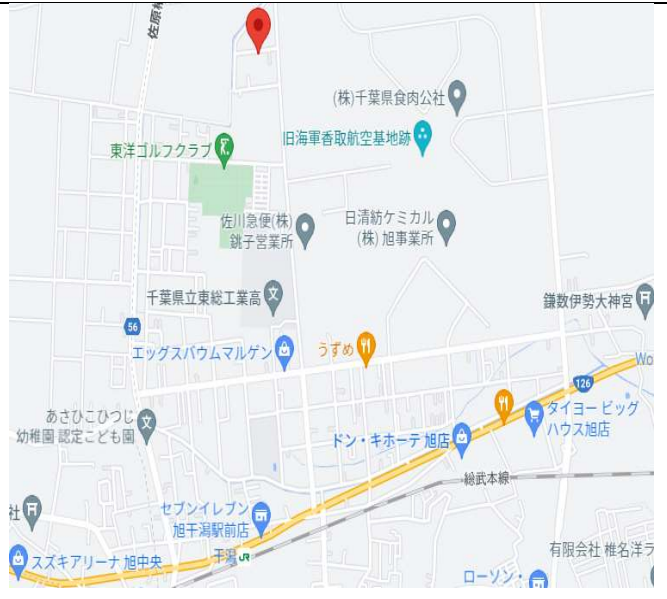 佐原
(株)千葉県食肉公社
旧海軍香取航空基地跡
東洋ゴルフクラブ
佐川急便(株)
銚子営業所
日清紡ケミカル
(株) 旭事業所
千葉県立東総工業高
鎌数伊勢大神宮
56
エッグスバウムマルゲン
うずめ
Wo
126
あさひこひつじ
幼稚園 認定こども園
タイヨー ビッグ
ハウス旭店
ドン・キホーテ 旭店
総武本線
セブンイレブン
旭干潟駅前店
社
干潟
JR
スズキアリーナ 旭中央
有限会社 椎名洋ラ
ローソン・